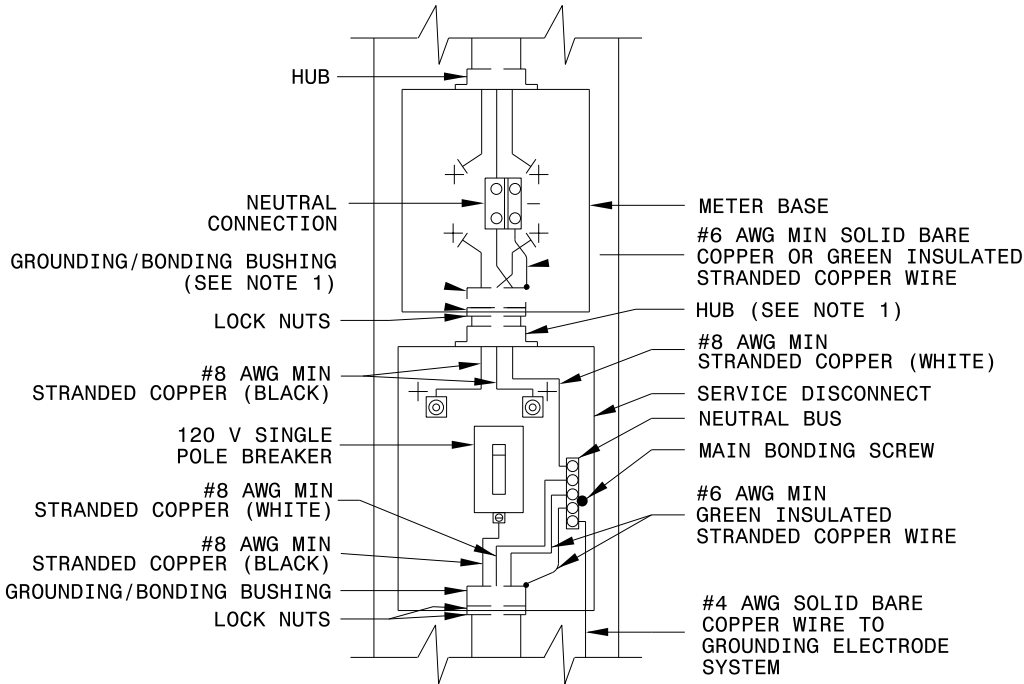 HUB
NEUTRAL
CONNECTION
GROUNDING/BONDING BUSHING
(SEE NOTE 1)
LOCK NUTS
#8 AWG MIN
STRANDED COPPER (BLACK)
120 V SINGLE
POLE BREAKER
#8 AWG MIN
STRANDED COPPER (WHITE)
#8 AWG MIN
STRANDED COPPER (BLACK)
GROUNDING/BONDING BUSHING
LOCK NUTS
METER BASE
#6 AWG MIN SOLID BARE
COPPER OR GREEN INSULATED
STRANDED COPPER WIRE
HUB (SEE NOTE 1)
#8 AWG MIN
STRANDED COPPER (WHITE)
SERVICE DISCONNECT
NEUTRAL BUS
MAIN BONDING SCREW
#6 AWG MIN
GREEN INSULATED
STRANDED COPPER WIRE
#4 AWG SOLID BARE
COPPER WIRE TO
GROUNDING ELECTRODE
SYSTEM